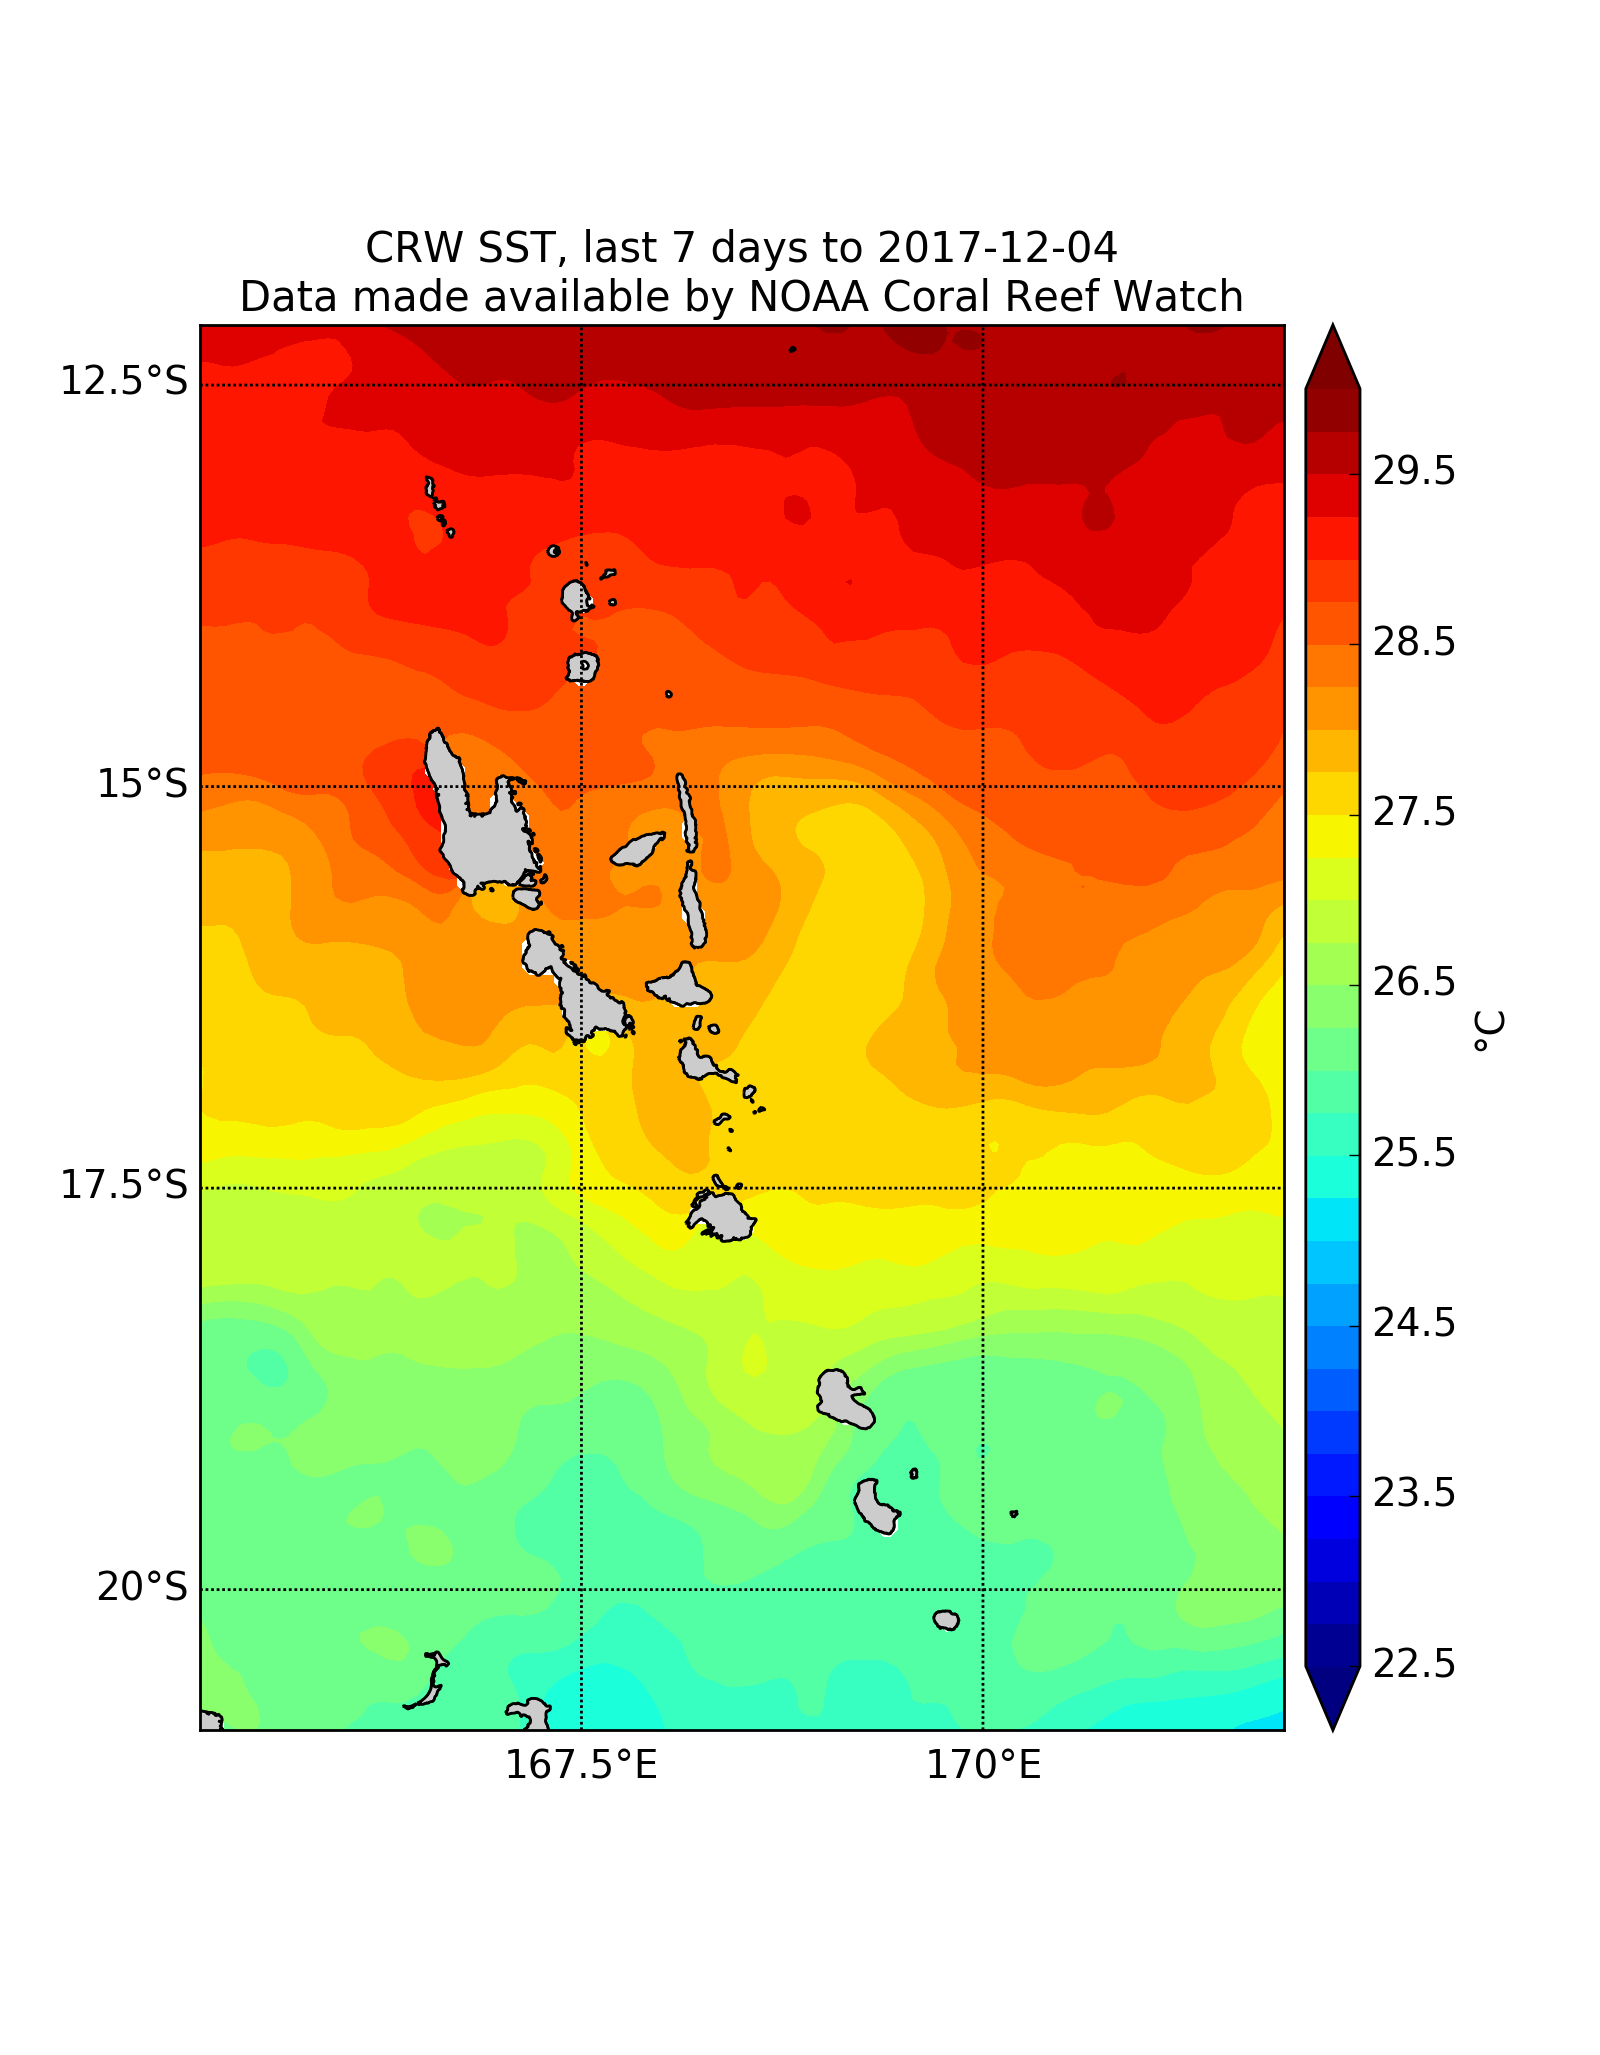 CRW SST, last 7 days to 2017-12-04
Data made available by NOAA Coral Reef Watch
12.5°S
15°S
17.5°S
20°S
167.5°E
170°E
29.5
28.5
27.5
26.5
25.5
24.5
23.5
22.5
°C